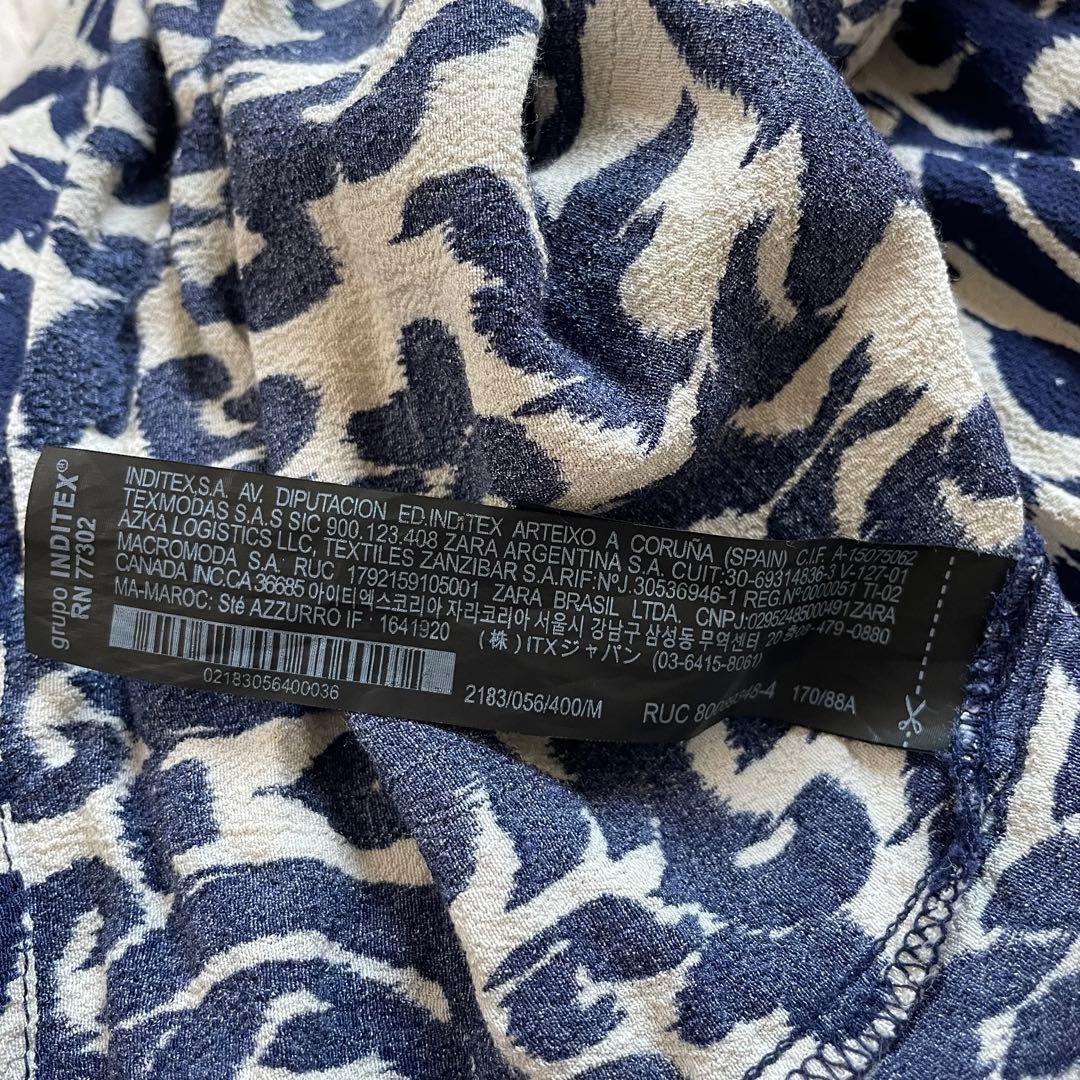 grupo INDITEX®
RN 77302
INDITEX,S.A. AV. DIPUTACION ED.INDITEX ARTEIXO A CORUÑA (SPAIN) C.I.F. A-15075062
TEXMODAS S.A.S SIC 900.123.408 ZARA ARGENTINA S.A. CUIT:30-69314836-3 V-127-01
AZKA LOGISTICS LLC, TEXTILES ZANZIBAR S.A.RIF:NºJ.30536946-1 REG.Nº0000051 TI-02
MACROMODA S.A. RUC 1792159105001 ZARA BRASIL LTDA. CNPJ:02952485000491ZARA
CANADA INC.CA 36685 아이티엑스코리아 자라코리아 서울시 강남구 삼성동 무역센터 20 479-0880
MA-MAROC: Sté AZZURRO IF : 1641920 (株)ITXジャパン (03-6415-8061)
02183056400036
2183/056/400/M
RUC 170/88A